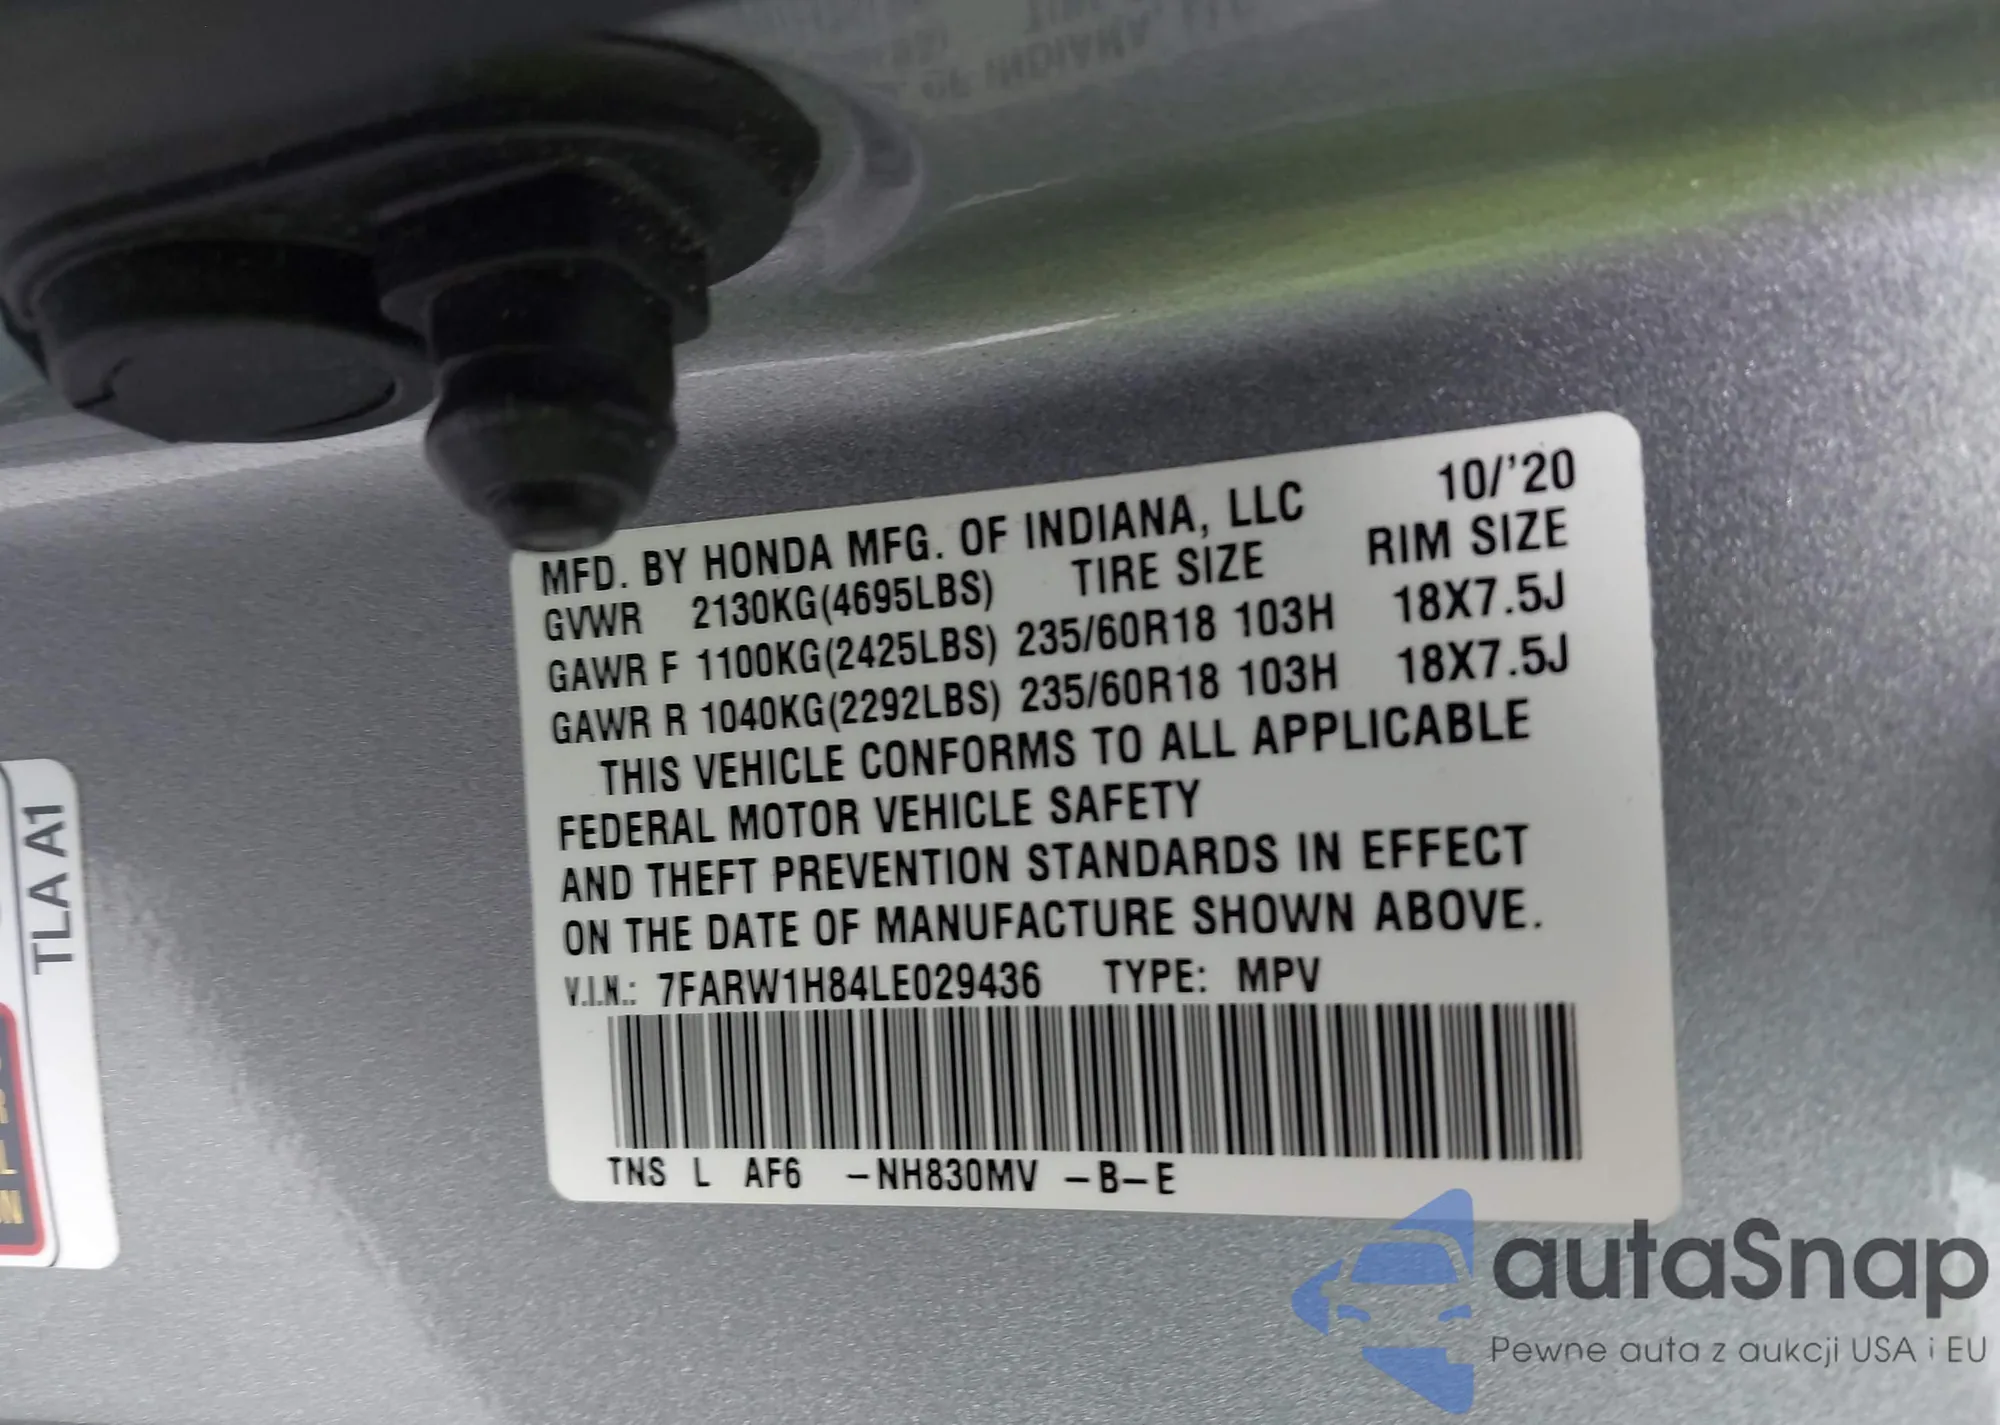 OF INDIANA, LLC
10/'20
MFD. BY HONDA MFG. OF INDIANA, LLC
GVWR 2130KG(4695LBS) TIRE SIZE RIM SIZE
GAWR F 1100KG(2425LBS) 235/60R18 103H 18X7.5J
GAWR R 1040KG(2292LBS) 235/60R18 103H 18X7.5J
THIS VEHICLE CONFORMS TO ALL APPLICABLE
FEDERAL MOTOR VEHICLE SAFETY
AND THEFT PREVENTION STANDARDS IN EFFECT
ON THE DATE OF MANUFACTURE SHOWN ABOVE.
V.I.N.: 7FARW1H84LE029436 TYPE: MPV
TNS L AF6 -NH830MV -B-E
TLA A1
autaSnap
Pewne auta z aukcji USA i EU